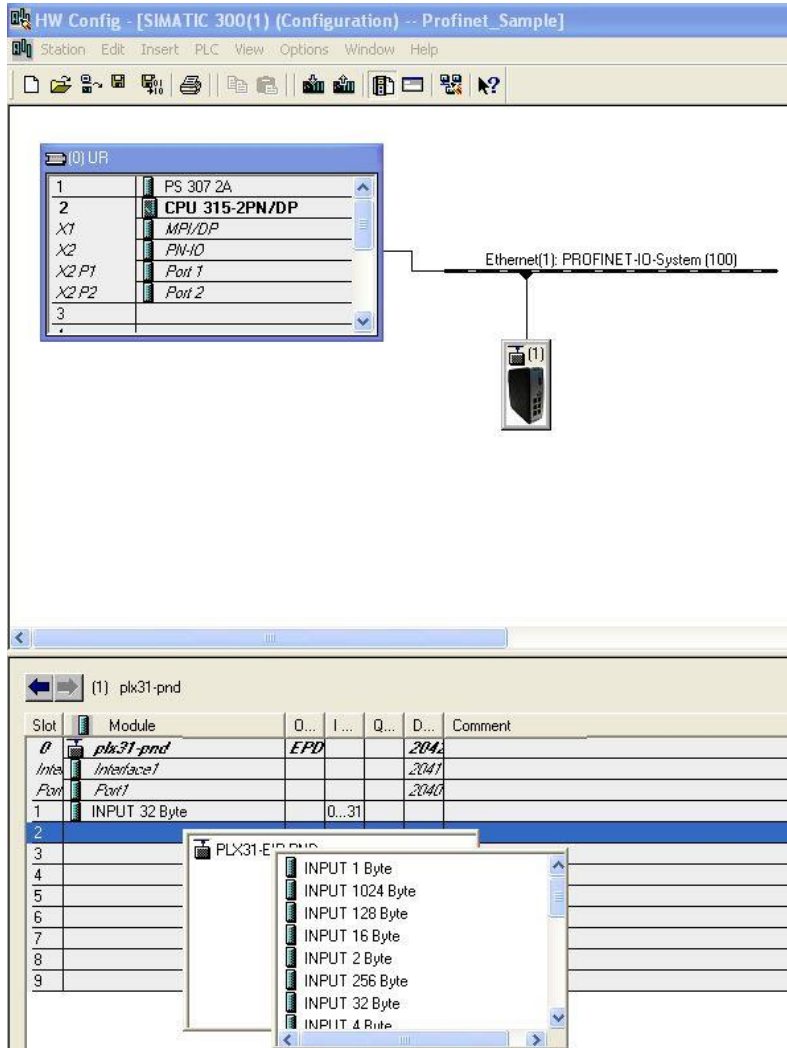 HW Config - [SIMATIC 300(1) (Configuration) -- Profinet_Sample]
Station Edit Insert PLC View Options Window Help
(0) UR
1 PS 307 2A
2 CPU 315-2PN/DP
X1 MPI/DP
X2 PN-IO
X2 P1 Port 1
X2 P2 Port 2
3
Ethernet(1): PROFINET-IO-System (100)
(1)
(1) plx31-pnd
Slot Module O... I ... Q... D... Comment
0 plx31-pnd EPD 2042
Inte Interface1 2041
Port Port1 2040
1 INPUT 32 Byte 0...31
2
3
4
5
6
7
8
9
INPUT 1 Byte
INPUT 1024 Byte
INPUT 128 Byte
INPUT 16 Byte
INPUT 2 Byte
INPUT 256 Byte
INPUT 32 Byte
INPUT 4 Byte